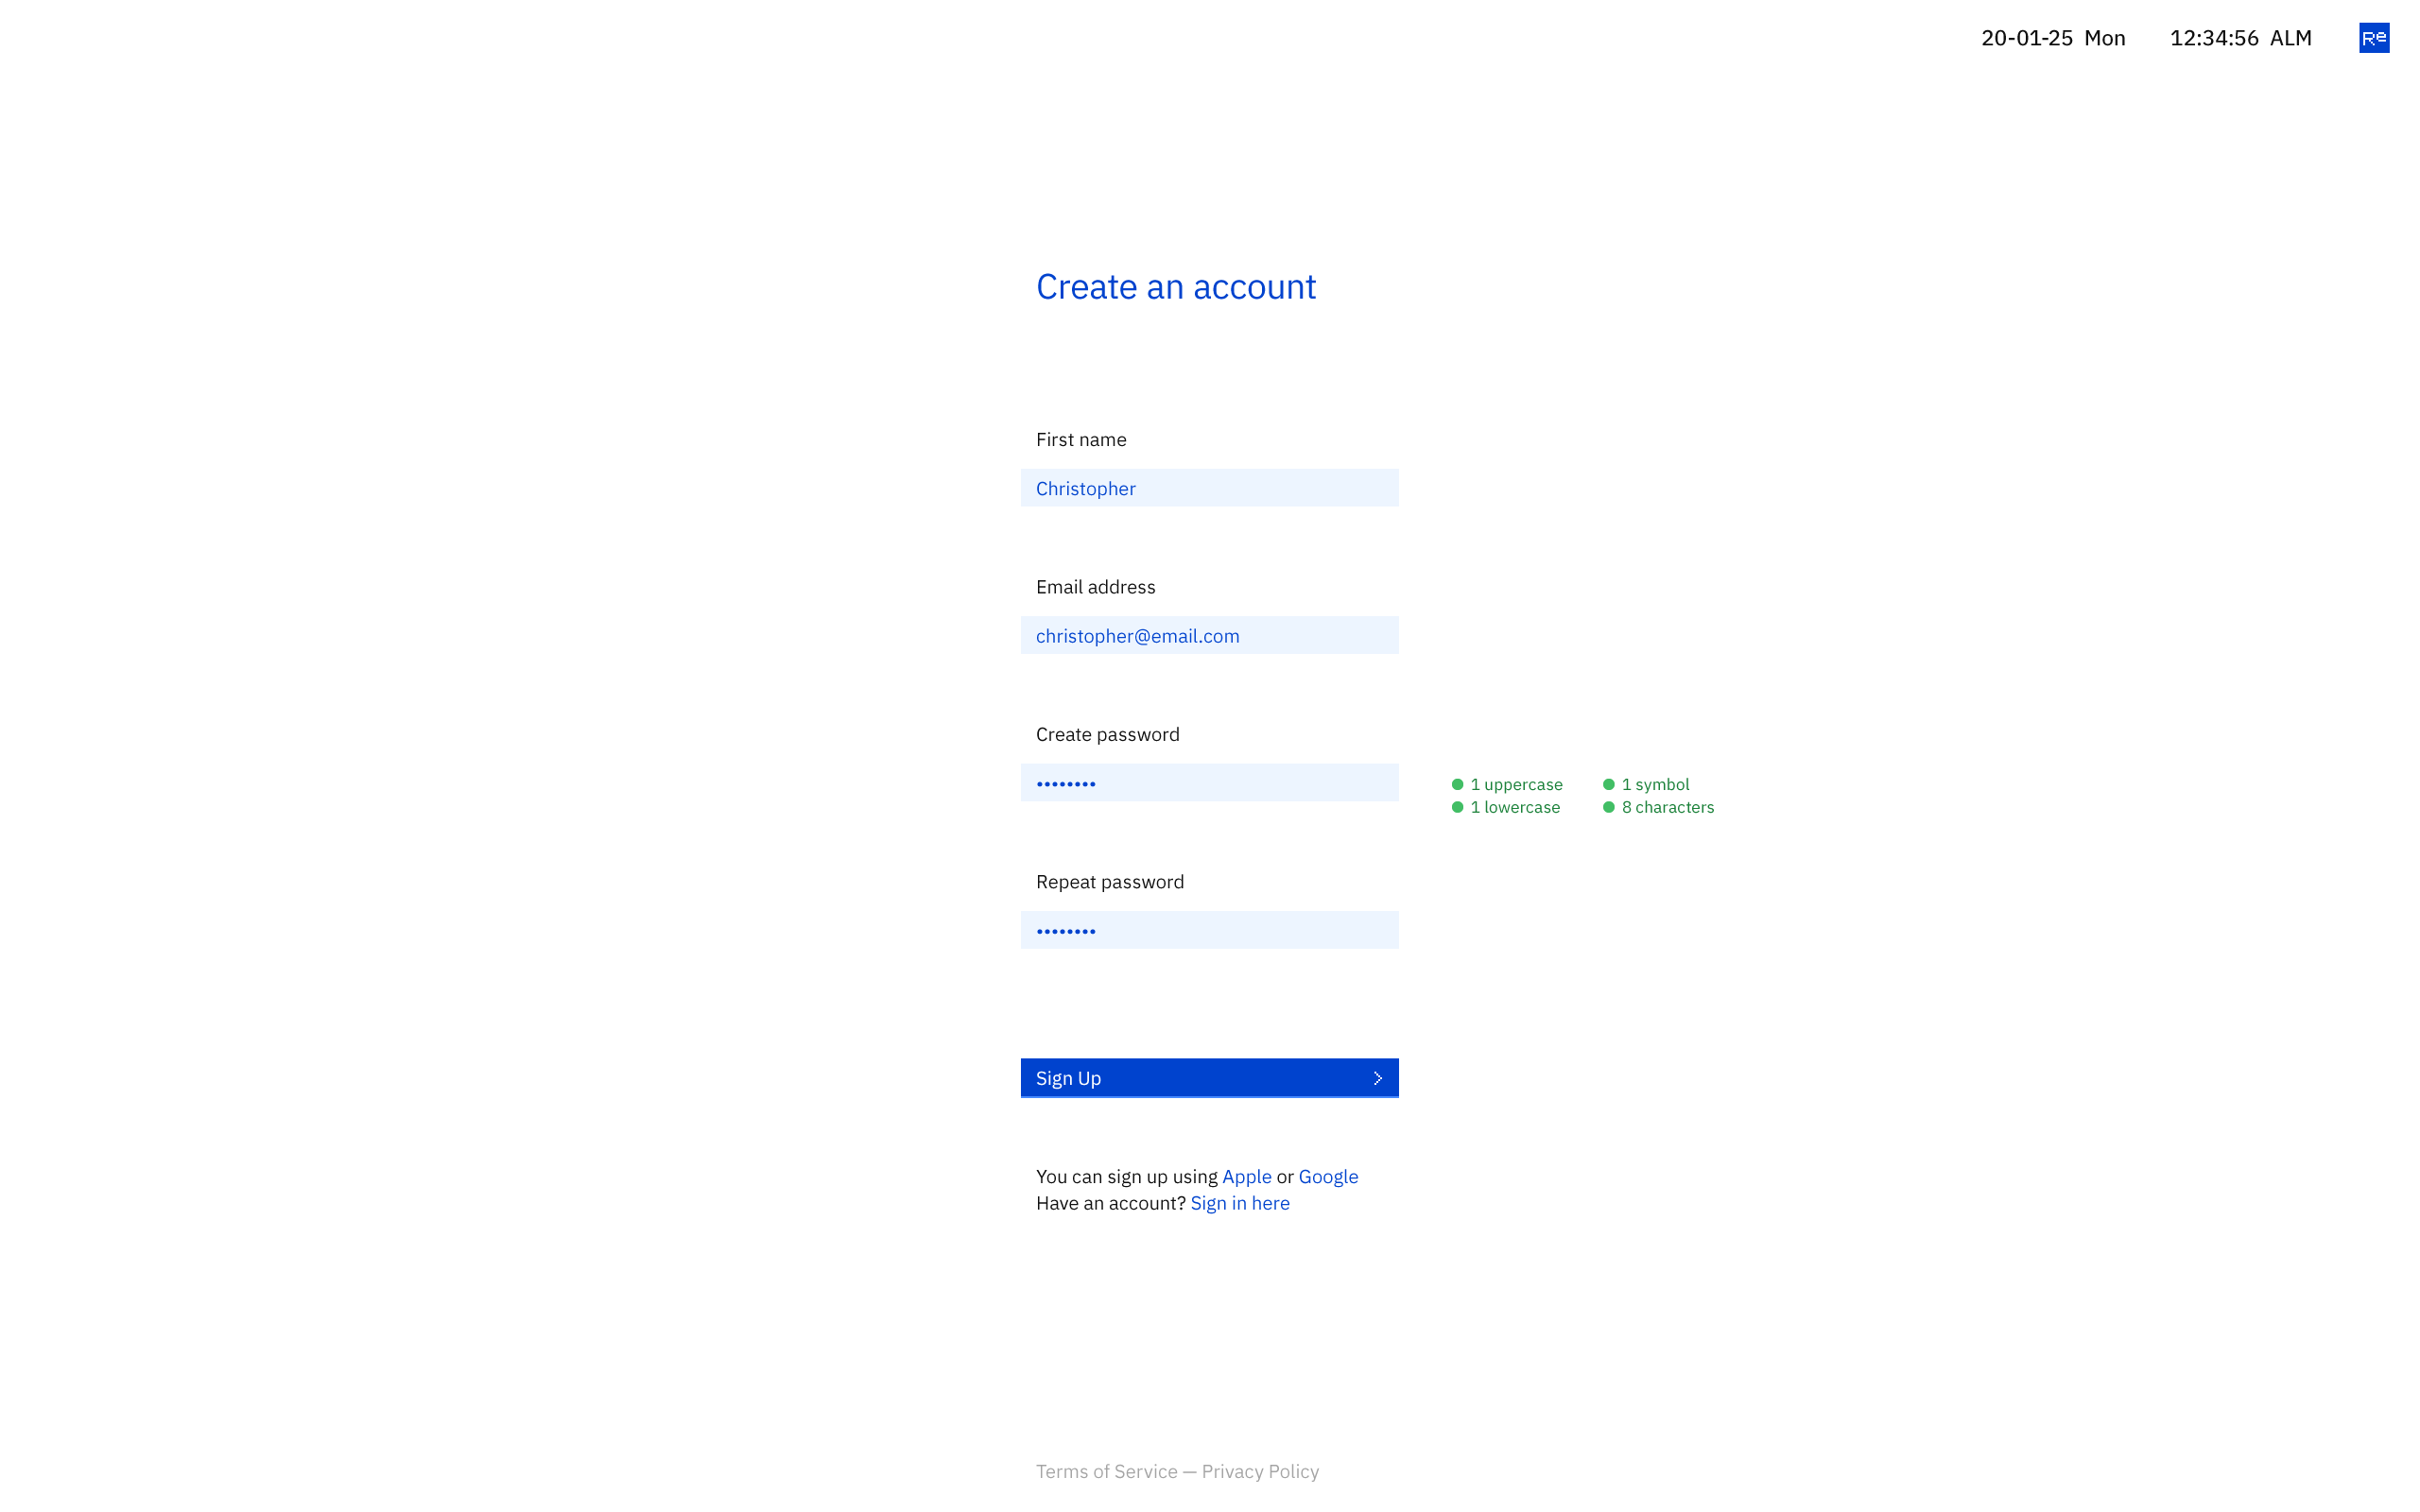 20-01-25 Mon 12:34:56 ALM Re
Create an account
First name
Christopher
Email address
christopher@email.com
Create password
••••••••
1 uppercase 1 symbol
1 lowercase 8 characters
Repeat password
••••••••
Sign Up
You can sign up using Apple or Google
Have an account? Sign in here
Terms of Service — Privacy Policy